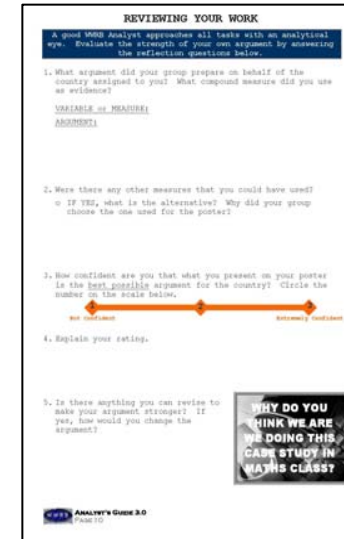 REVIEWING YOUR WORK
A good WWRB Analyst approaches all tasks with an analytical
eye. Evaluate the strength of your own argument by answering
the reflection questions below.
1. What argument did your group prepare on behalf of the
country assigned to you? What compound measure did you use
as evidence?
VARIABLE or MEASURE:
ARGUMENT:
2. Were there any other measures that you could have used?
o IF YES, what is the alternative? Why did your group
choose the one used for the poster?
3. How confident are you that what you present on your poster
is the best possible argument for the country? Circle the
number on the scale below.
1 2 3
Not Confident Extremely Confident
4. Explain your rating.
5. Is there anything you can revise to
make your argument stronger? If
yes, how would you change the
argument?
WHY DO YOU
THINK WE ARE
WE DOING THIS
CASE STUDY IN
MATHS CLASS?
WWRB
ANALYST'S GUIDE 3.0
PAGE 10